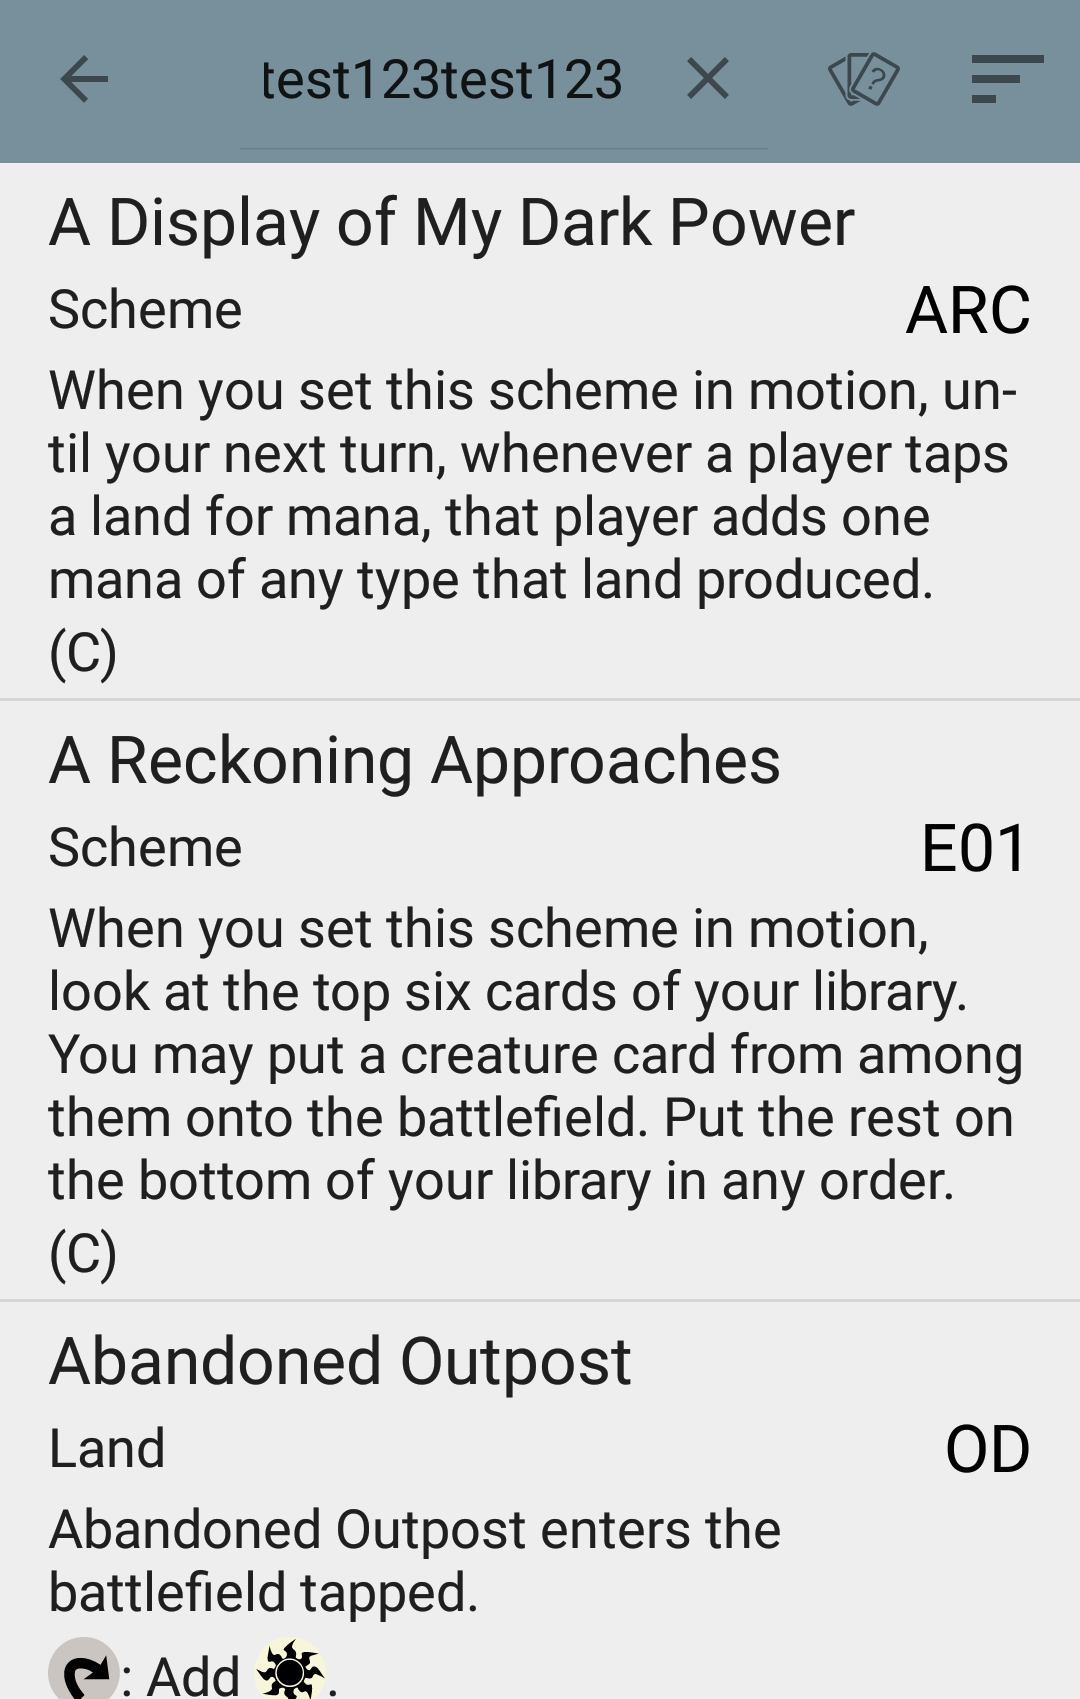 test123test123
A Display of My Dark Power
Scheme
ARC
When you set this scheme in motion, un-
til your next turn, whenever a player taps
a land for mana, that player adds one
mana of any type that land produced.
(C)
A Reckoning Approaches
Scheme
E01
When you set this scheme in motion,
look at the top six cards of your library.
You may put a creature card from among
them onto the battlefield. Put the rest on
the bottom of your library in any order.
(C)
Abandoned Outpost
Land
OD
Abandoned Outpost enters the
battlefield tapped.
: Add .